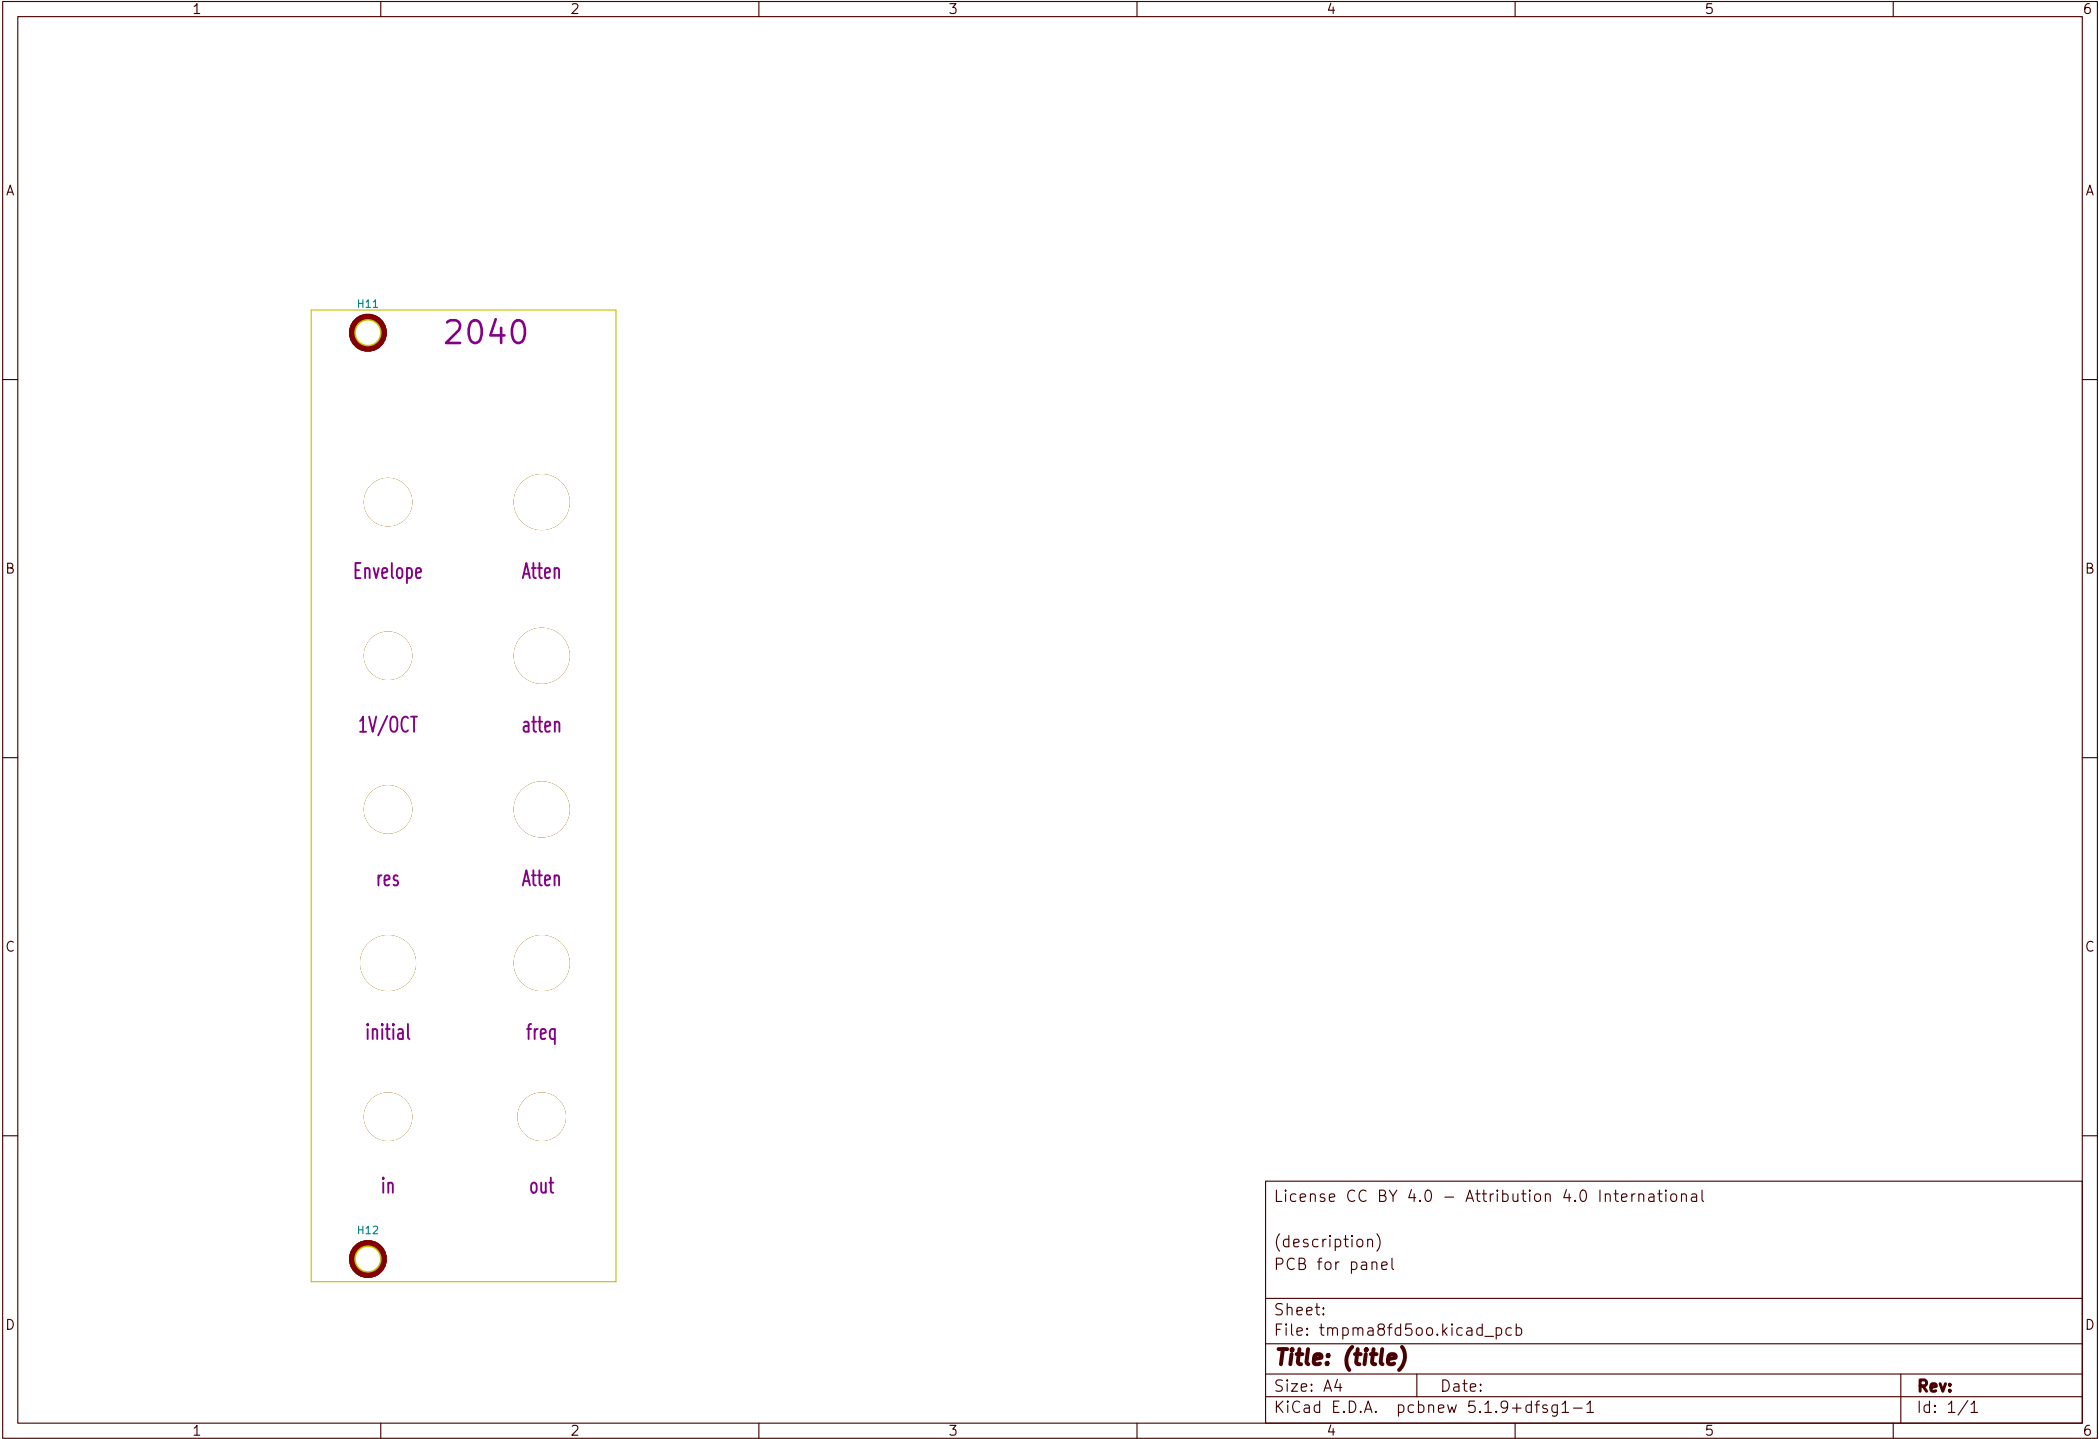 1 2 3 4 5 6
A A
H11
2040
Envelope Atten
B B
1V/OCT atten
res Atten
C C
initial freq
in out
H12
License CC BY 4.0 - Attribution 4.0 International
(description)
PCB for panel
Sheet:
D D
File: tmpma8fd5oo.kicad_pcb
Title: (title)
Size: A4 Date: Rev:
KiCad E.D.A. pcbnew 5.1.9+dfsg1-1 Id: 1/1
1 2 3 4 5 6